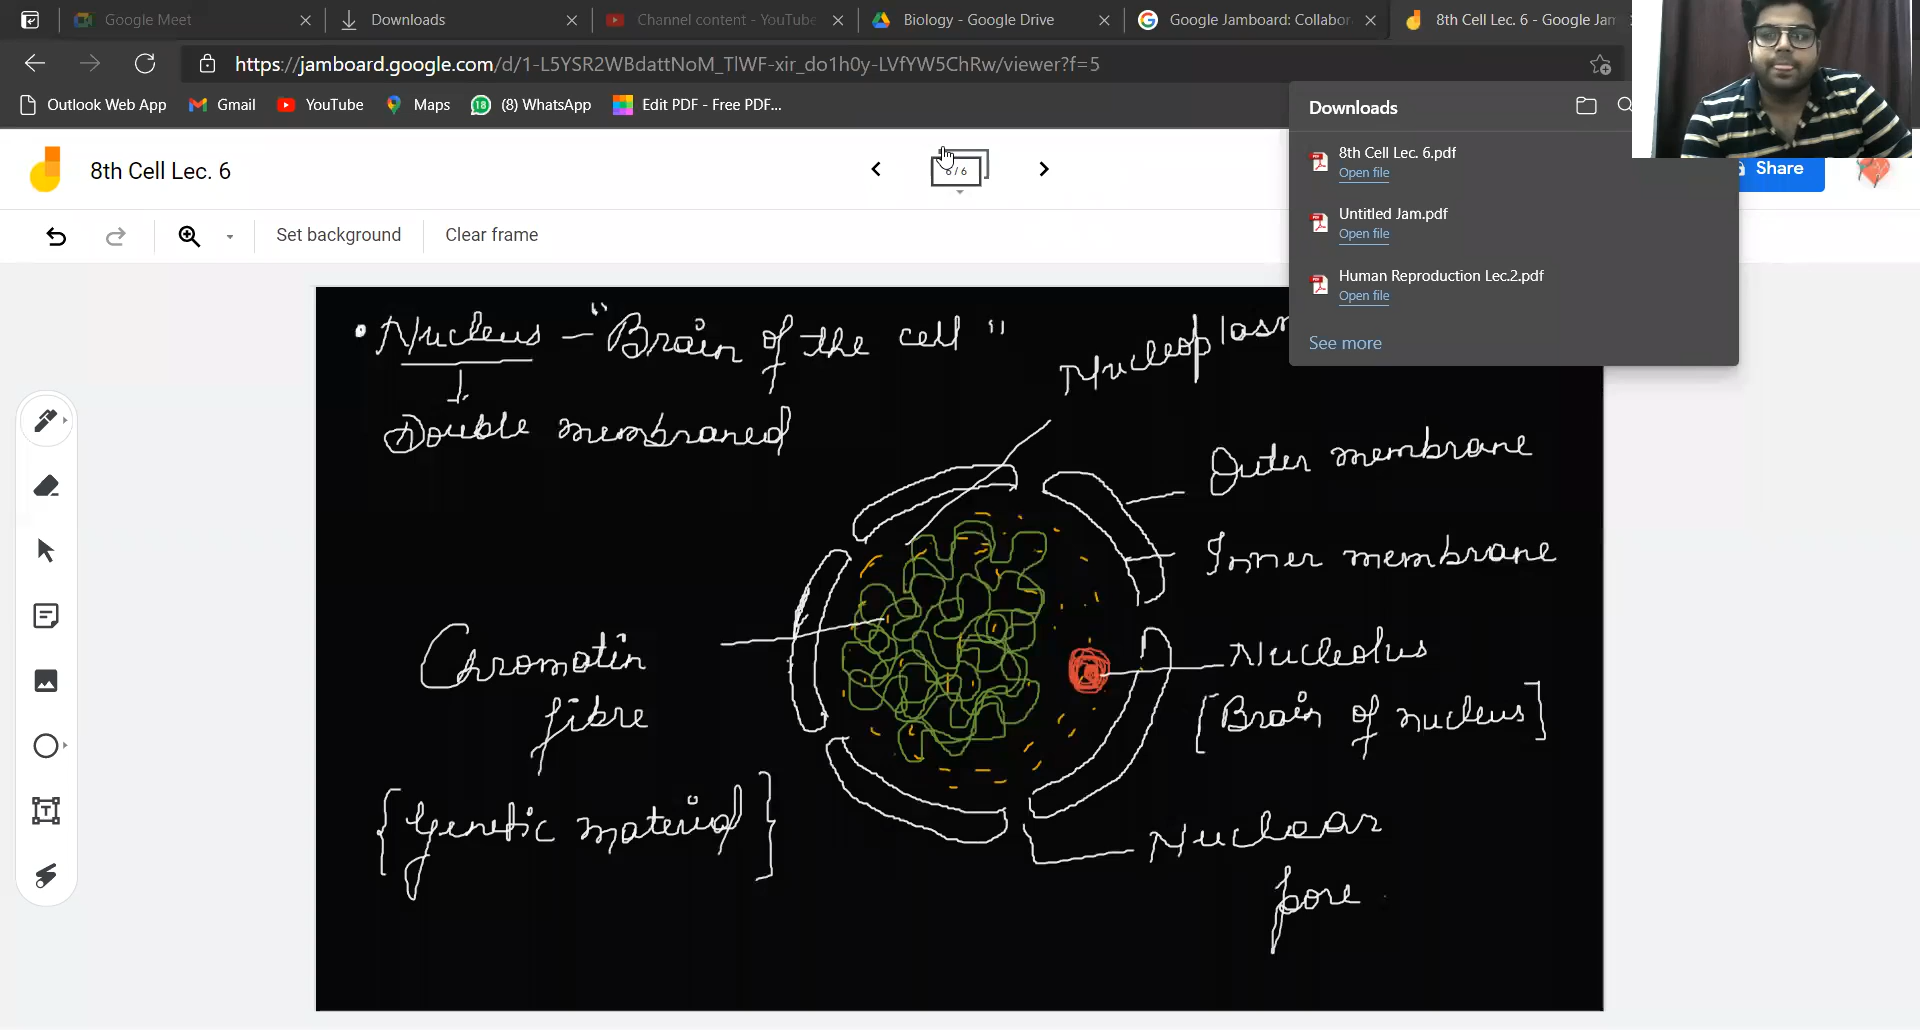 Google Meet
Downloads
Channel content - YouTube
Biology - Google Drive
Google Jamboard: Collabor
8th Cell Lec. 6 - Google Jam
https://jamboard.google.com/d/1-L5YSR2WBdattNoM_TlWF-xir_do1h0y-LVfYW5ChRw/viewer?f=5
Outlook Web App
Gmail
YouTube
Maps
(8) WhatsApp
Edit PDF - Free PDF...
Downloads
8th Cell Lec. 6.pdf
Open file
Untitled Jam.pdf
Open file
Human Reproduction Lec.2.pdf
Open file
See more
8th Cell Lec. 6
6 / 6
Share
Set background
Clear frame
• Nucleus - "Brain of the cell"
Double membraned
Nucleoplasm
Outer membrane
Inner membrane
Chromatin
fibre
{Genetic material}
Nucleolus
[Brain of nucleus]
Nuclear
pore